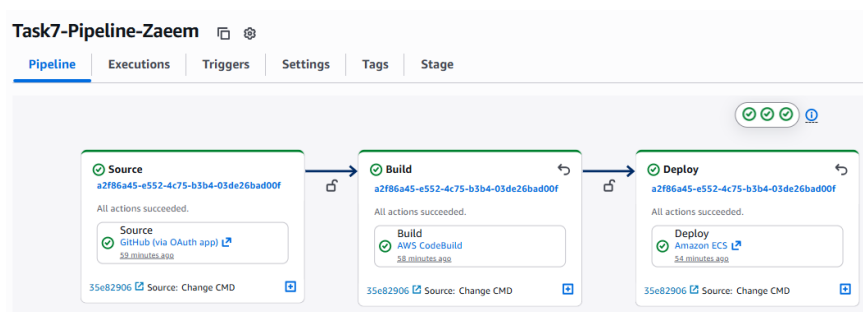 Task7-Pipeline-Zaeem
Pipeline Executions Triggers Settings Tags Stage
Source
a2f86a45-e552-4c75-b3b4-03de26bad00f
All actions succeeded.
Source
GitHub (via OAuth app)
59 minutes ago
35e82906 Source: Change CMD
Build
a2f86a45-e552-4c75-b3b4-03de26bad00f
All actions succeeded.
Build
AWS CodeBuild
58 minutes ago
35e82906 Source: Change CMD
Deploy
a2f86a45-e552-4c75-b3b4-03de26bad00f
All actions succeeded.
Deploy
Amazon ECS
54 minutes ago
35e82906 Source: Change CMD